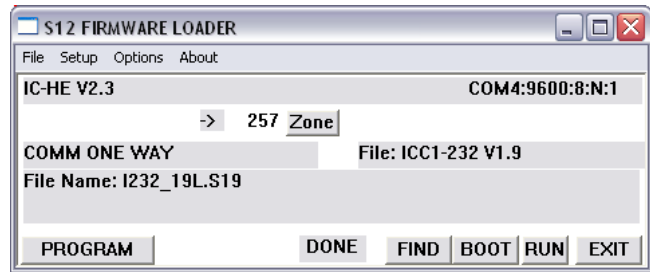 S12 FIRMWARE LOADER
File Setup Options About
IC-HE V2.3 COM4:9600:8:N:1
-> 257 Zone
COMM ONE WAY File: ICC1-232 V1.9
File Name: I232_19L.S19
PROGRAM DONE FIND BOOT RUN EXIT